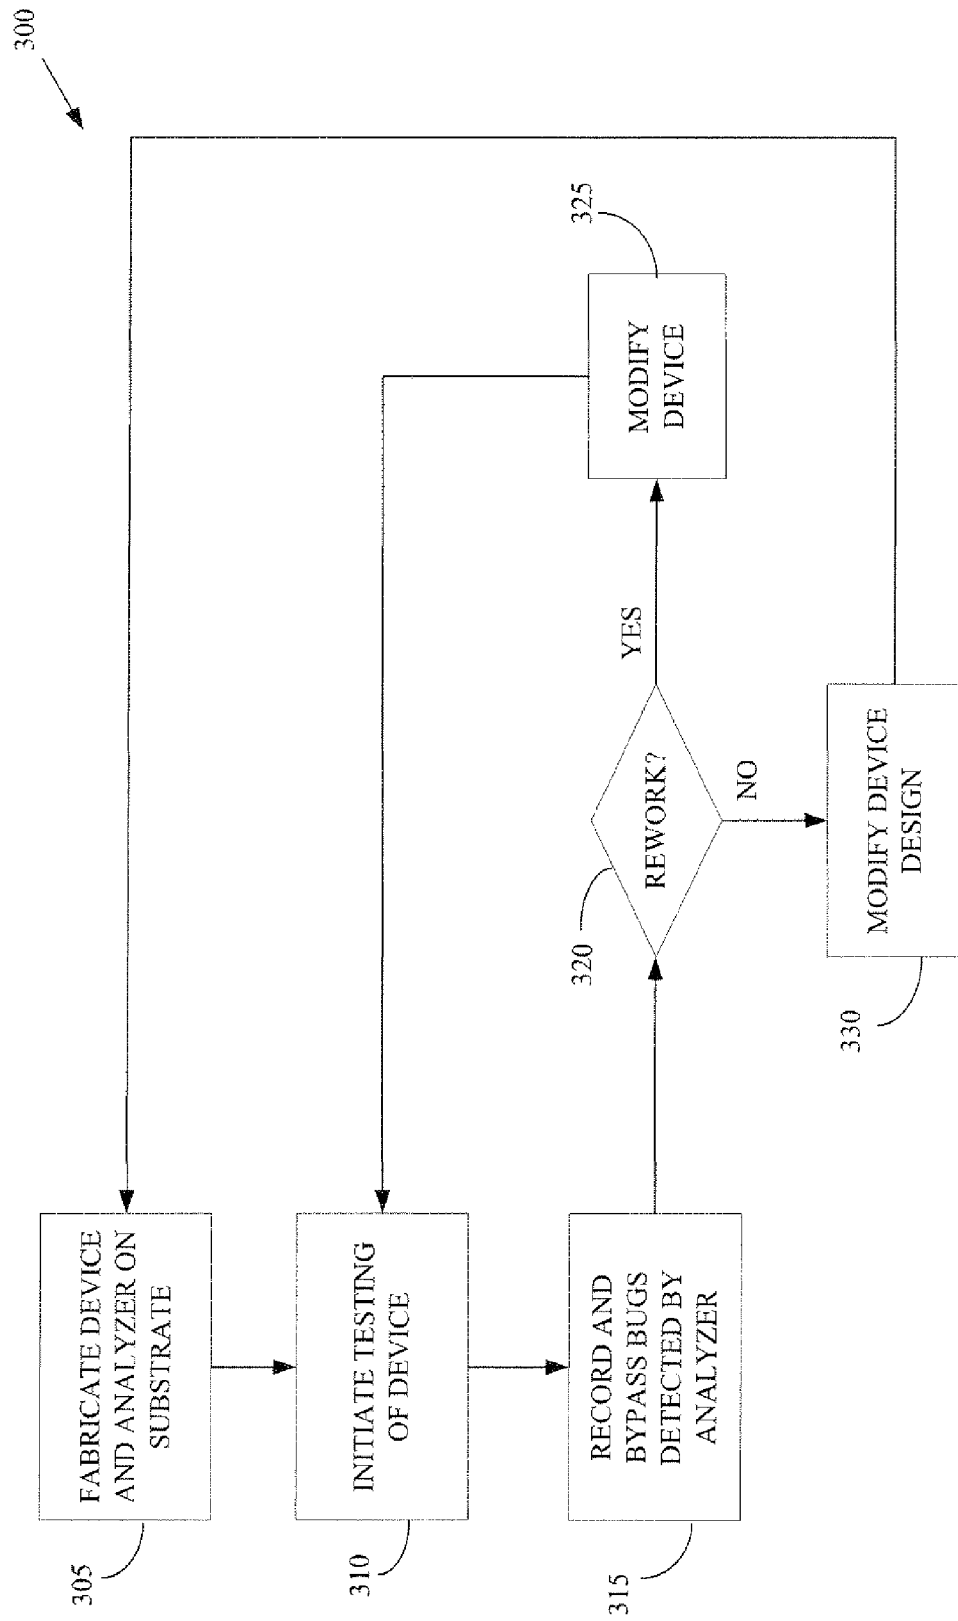 300
FABRICATE DEVICE
AND ANALYZER ON
SUBSTRATE
305
INITIATE TESTING
OF DEVICE
310
RECORD AND
BYPASS BUGS
DETECTED BY
ANALYZER
315
REWORK?
320
YES
MODIFY
DEVICE
325
NO
MODIFY DEVICE
DESIGN
330